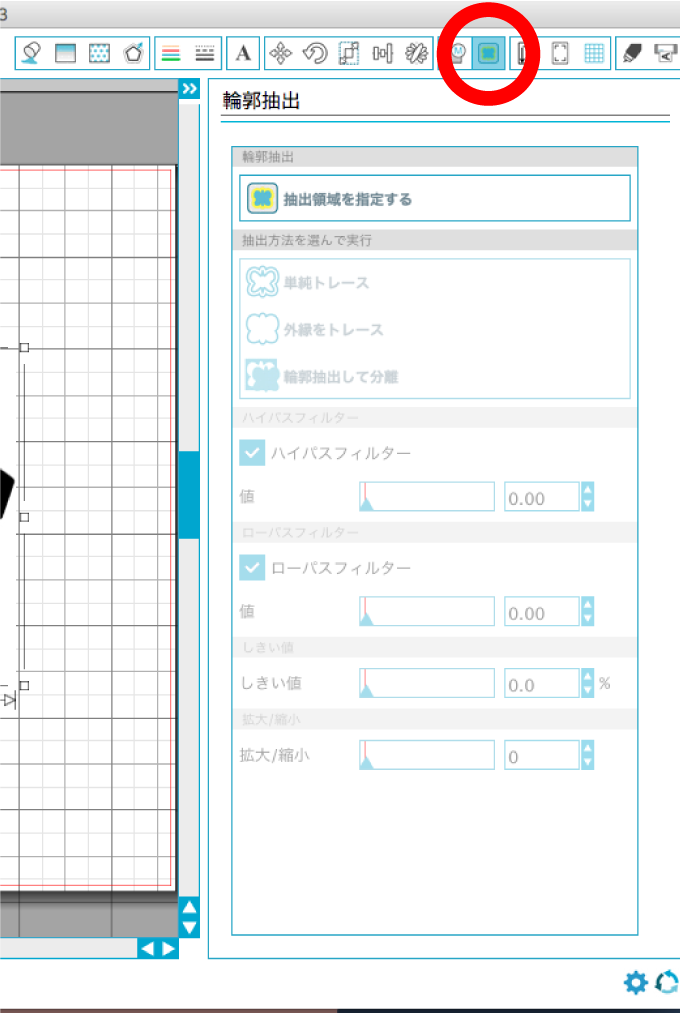 3
A
M
輪郭抽出
輪郭抽出
抽出領域を指定する
抽出方法を選んで実行
単純トレース
外縁をトレース
輪郭抽出して分離
ハイパスフィルター
ハイパスフィルター
値 0.00
ローパスフィルター
ローパスフィルター
値 0.00
しきい値
しきい値 0.0 %
拡大/縮小
拡大/縮小 0